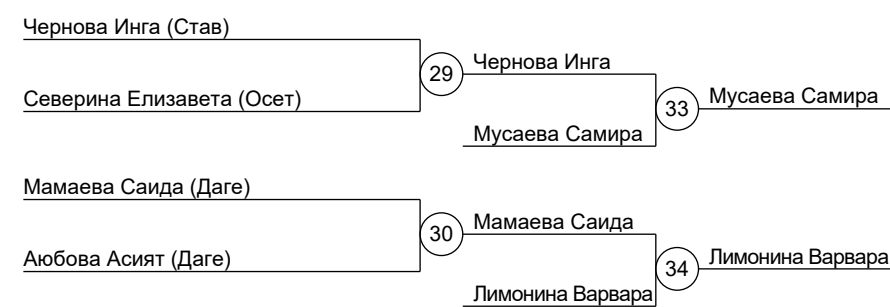 Чернова Инга (Став)
29
Чернова Инга
Северина Елизавета (Осет)
33
Мусаева Самира
Мусаева Самира
Мамаева Саида (Даге)
30
Мамаева Саида
Аюбова Асият (Даге)
34
Лимонина Варвара
Лимонина Варвара